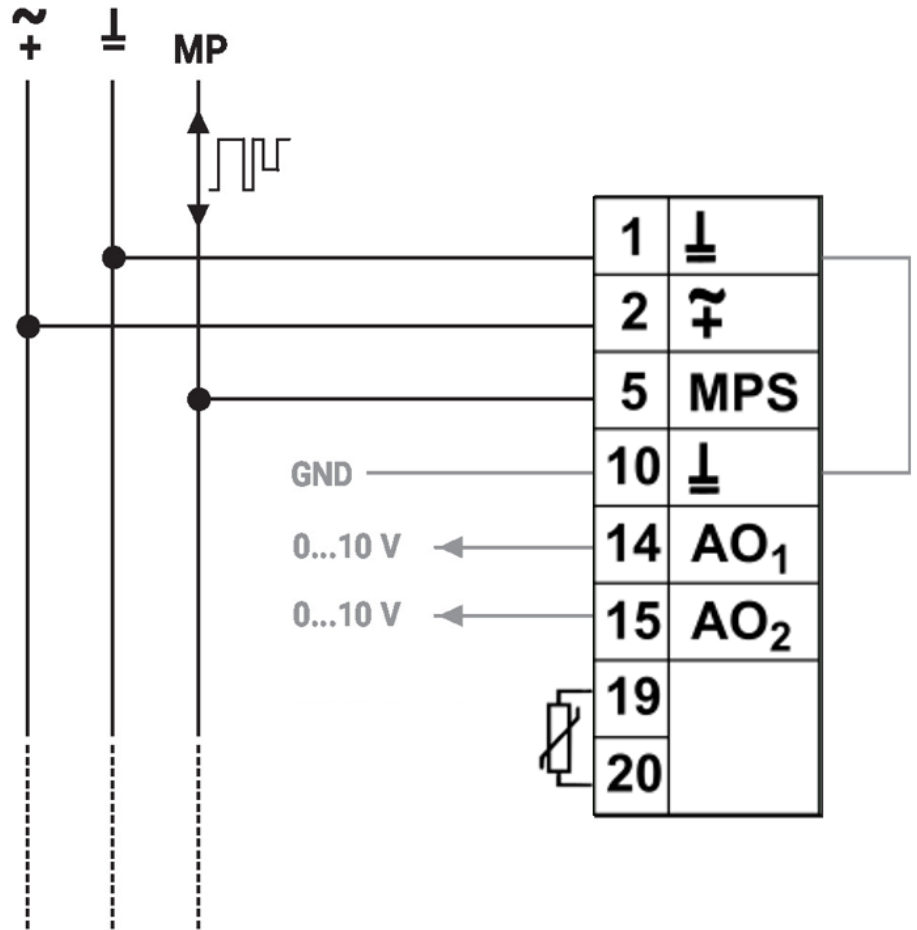 ~
+ ⊥ MP
1 ⊥
2 ~
+
5 MPS
GND 10 ⊥
0...10 V 14 AO₁
0...10 V 15 AO₂
19
20